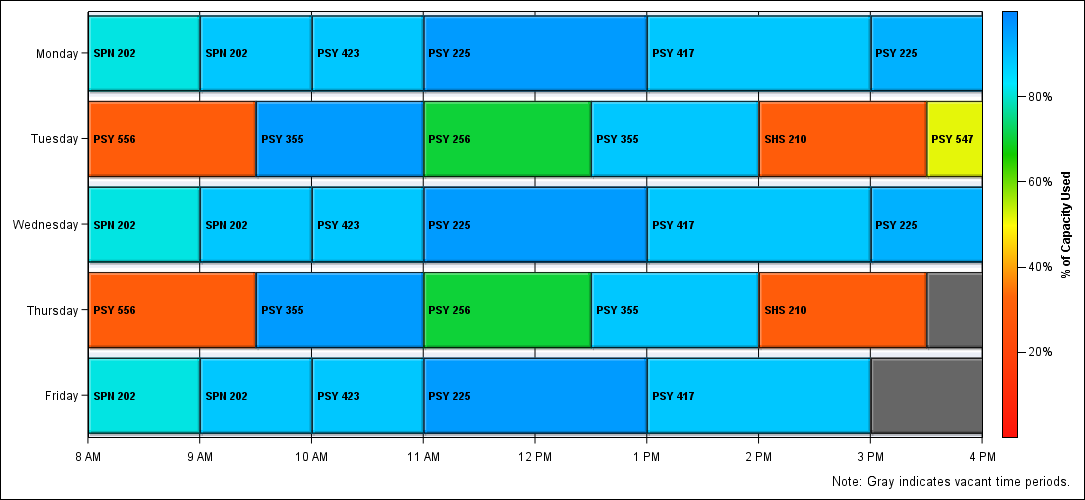 Monday SPN 202 SPN 202 PSY 423 PSY 225 PSY 417 PSY 225
Tuesday PSY 556 PSY 355 PSY 256 PSY 355 SHS 210 PSY 547
Wednesday SPN 202 SPN 202 PSY 423 PSY 225 PSY 417 PSY 225
Thursday PSY 556 PSY 355 PSY 256 PSY 355 SHS 210
Friday SPN 202 SPN 202 PSY 423 PSY 225 PSY 417
8 AM 9 AM 10 AM 11 AM 12 PM 1 PM 2 PM 3 PM 4 PM
80%
60%
40%
20%
% of Capacity Used
Note: Gray indicates vacant time periods.